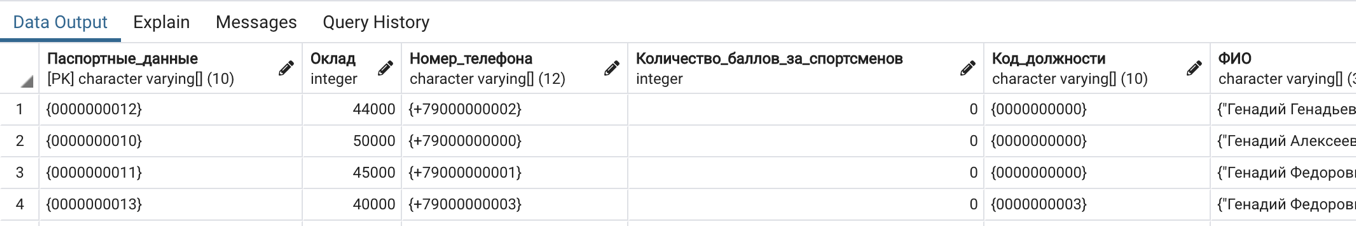 Data Output Explain Messages Query History
Паспортные_данные Оклад Номер_телефона Количество_баллов_за_спортсменов Код_должности ФИО
[PK] character varying[] (10) integer character varying[] (12) integer character varying[] (10) character varying[]
1 {0000000012} 44000 {+79000000002} 0 {0000000000} {"Генадий Генадьев
2 {0000000010} 50000 {+79000000000} 0 {0000000000} {"Генадий Алексеев
3 {0000000011} 45000 {+79000000001} 0 {0000000000} {"Генадий Федоров
4 {0000000013} 40000 {+79000000003} 0 {0000000003} {"Генадий Федоров